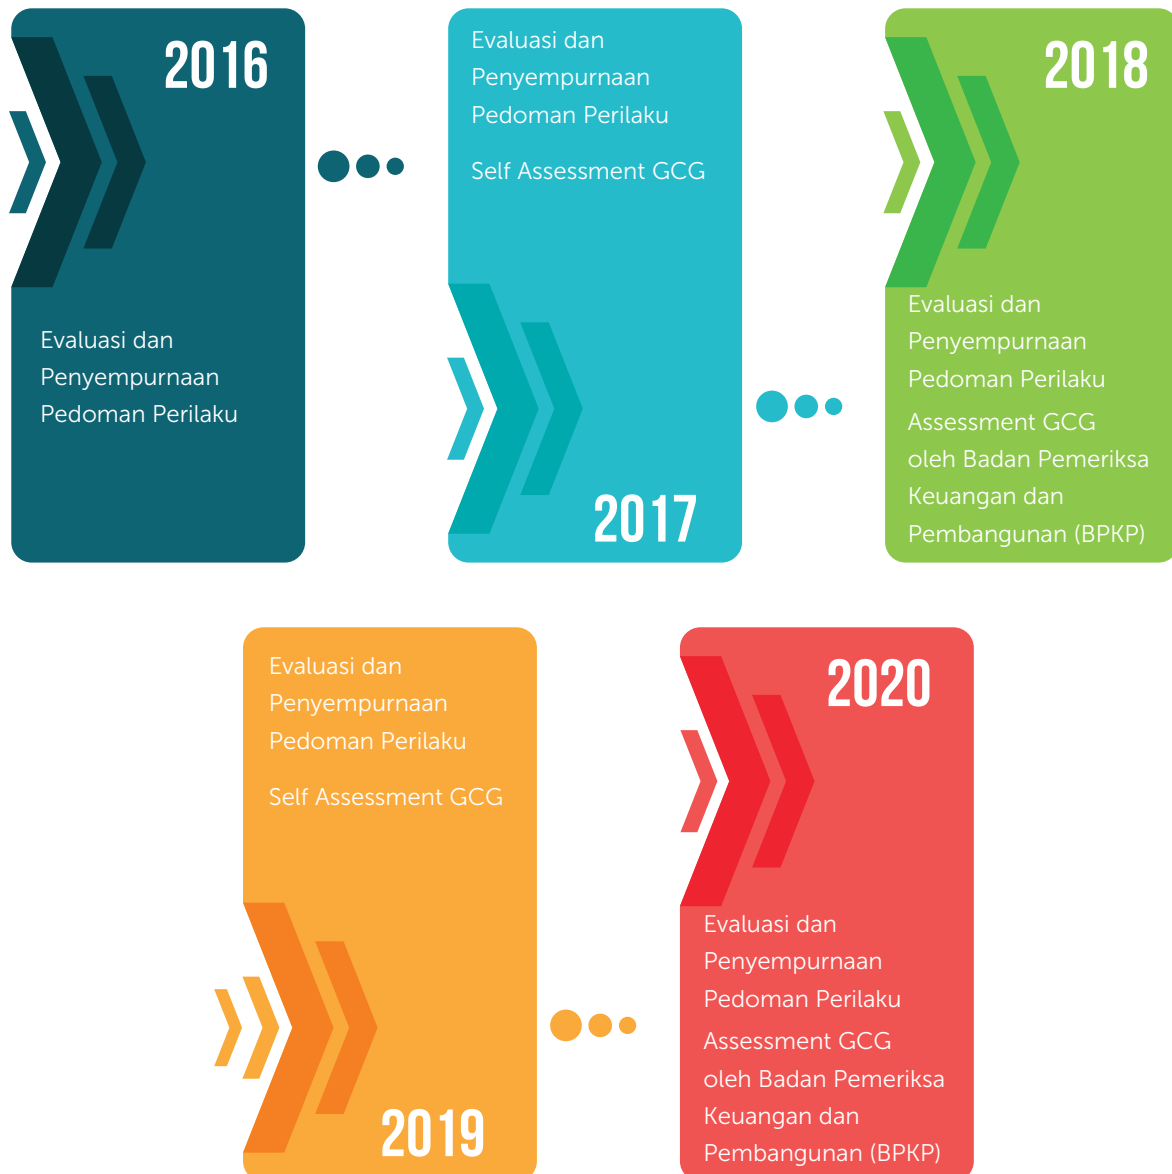 2016
Evaluasi dan
Penyempurnaan
Pedoman Perilaku
Evaluasi dan
Penyempurnaan
Pedoman Perilaku
Self Assessment GCG
2017
2018
Evaluasi dan
Penyempurnaan
Pedoman Perilaku
Assessment GCG
oleh Badan Pemeriksa
Keuangan dan
Pembangunan (BPKP)
Evaluasi dan
Penyempurnaan
Pedoman Perilaku
Self Assessment GCG
2019
2020
Evaluasi dan
Penyempurnaan
Pedoman Perilaku
Assessment GCG
oleh Badan Pemeriksa
Keuangan dan
Pembangunan (BPKP)